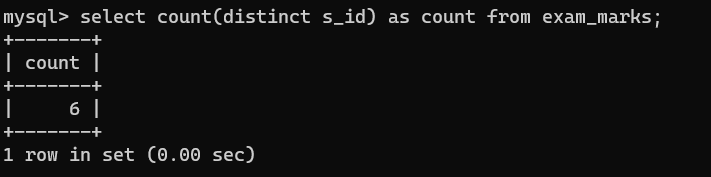 mysql> select count(distinct s_id) as count from exam_marks;
+-------+
| count |
+-------+
|     6 |
+-------+
1 row in set (0.00 sec)